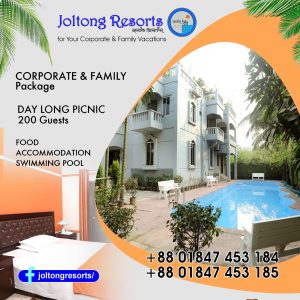 Joltong Resorts
for Your Corporate & Family Vacations
CORPORATE & FAMILY
Package
DAY LONG PICNIC
200 Guests
FOOD
ACCOMMODATION
SWIMMING POOL
+88 01847 453 184
+88 01847 453 185
joltongresorts/